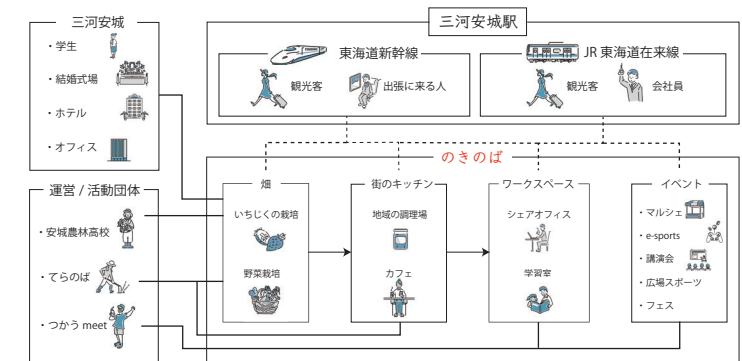 三河安城
・学生
・結婚式場
・ホテル
・オフィス
三河安城駅
東海道新幹線
観光客
出張に来る人
JR 東海道在来線
観光客
会社員
運営 / 活動団体
・安城農林高校
・てらのば
・つかう meet
のきのば
畑
いちじくの栽培
野菜栽培
街のキッチン
地域の調理場
カフェ
ワークスペース
シェアオフィス
学習室
イベント
・マルシェ
・e-sports
・講演会
・広場スポーツ
・フェス